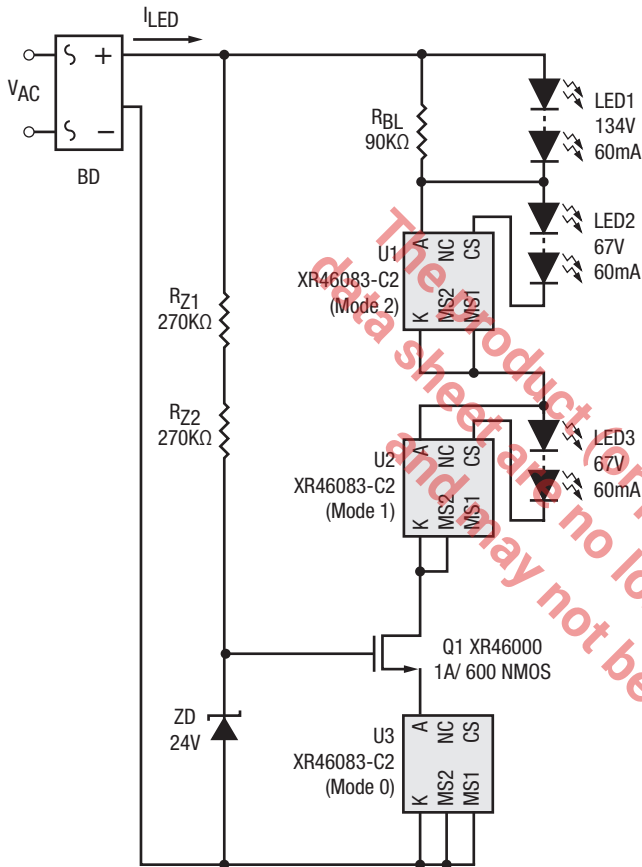 ILED
VAC
+
−
BD
RBL
90KΩ
LED1
134V
60mA
LED2
67V
60mA
A
NC
CS
U1
XR46083-C2
(Mode 2)
K
MS2
MS1
RZ1
270KΩ
RZ2
270KΩ
LED3
67V
60mA
A
NC
CS
U2
XR46083-C2
(Mode 1)
K
MS2
MS1
Q1 XR46000
1A/ 600 NMOS
ZD
24V
A
NC
CS
U3
XR46083-C2
(Mode 0)
K
MS2
MS1
The product (or
data sheet are no lo
and may not be